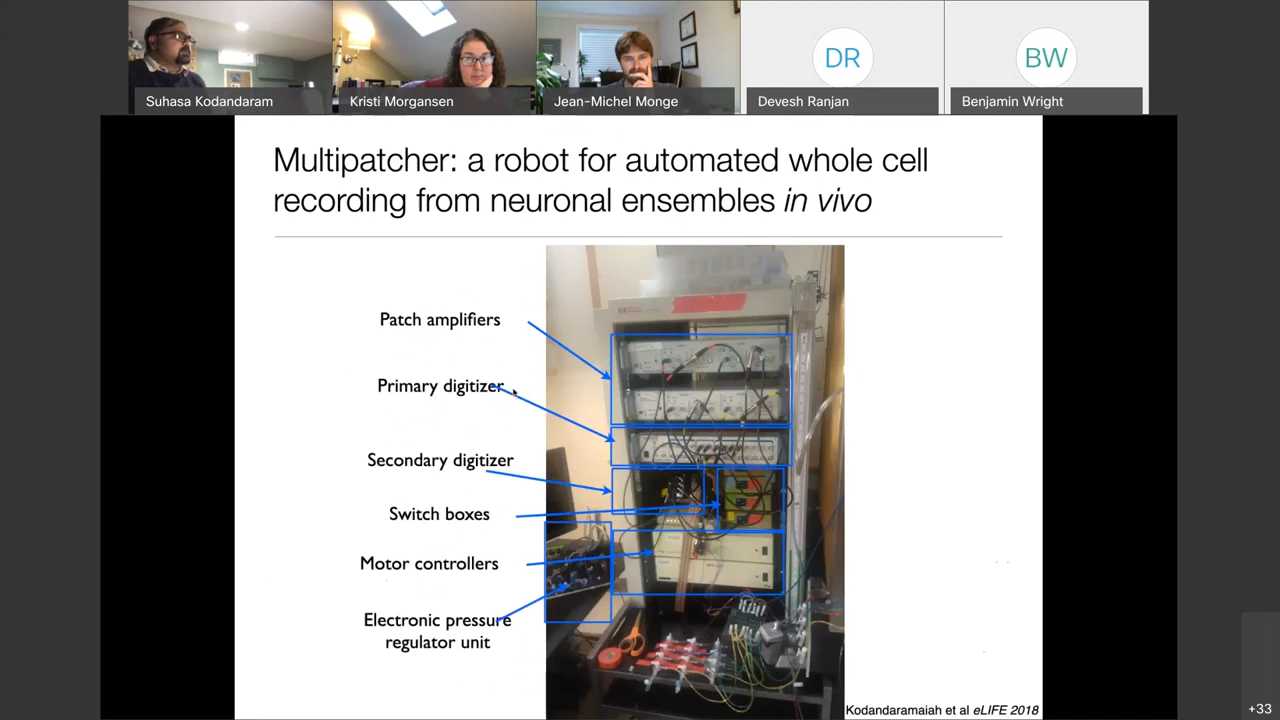 Suhasa Kodandaram
Kristi Morgansen
Jean-Michel Monge
DR
Devesh Ranjan
BW
Benjamin Wright
Multipatcher: a robot for automated whole cell
recording from neuronal ensembles in vivo
Patch amplifiers
Primary digitizer
Secondary digitizer
Switch boxes
Motor controllers
Electronic pressure
regulator unit
Kodandaramaiah et al eLIFE 2018
+33